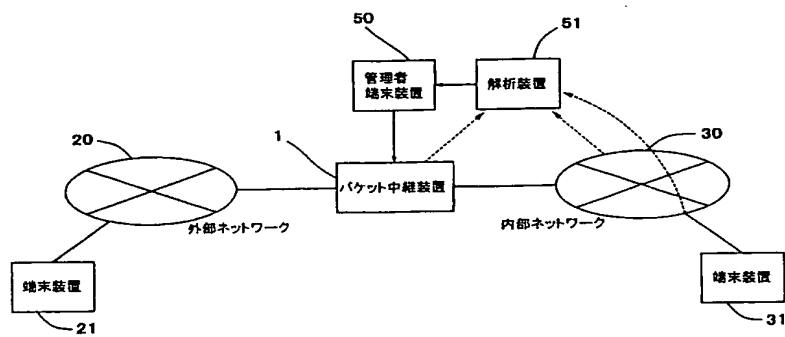 50
51
管理者
端末装置
解析装置
20
1
30
パケット中継装置
外部ネットワーク
内部ネットワーク
端末装置
21
端末装置
31